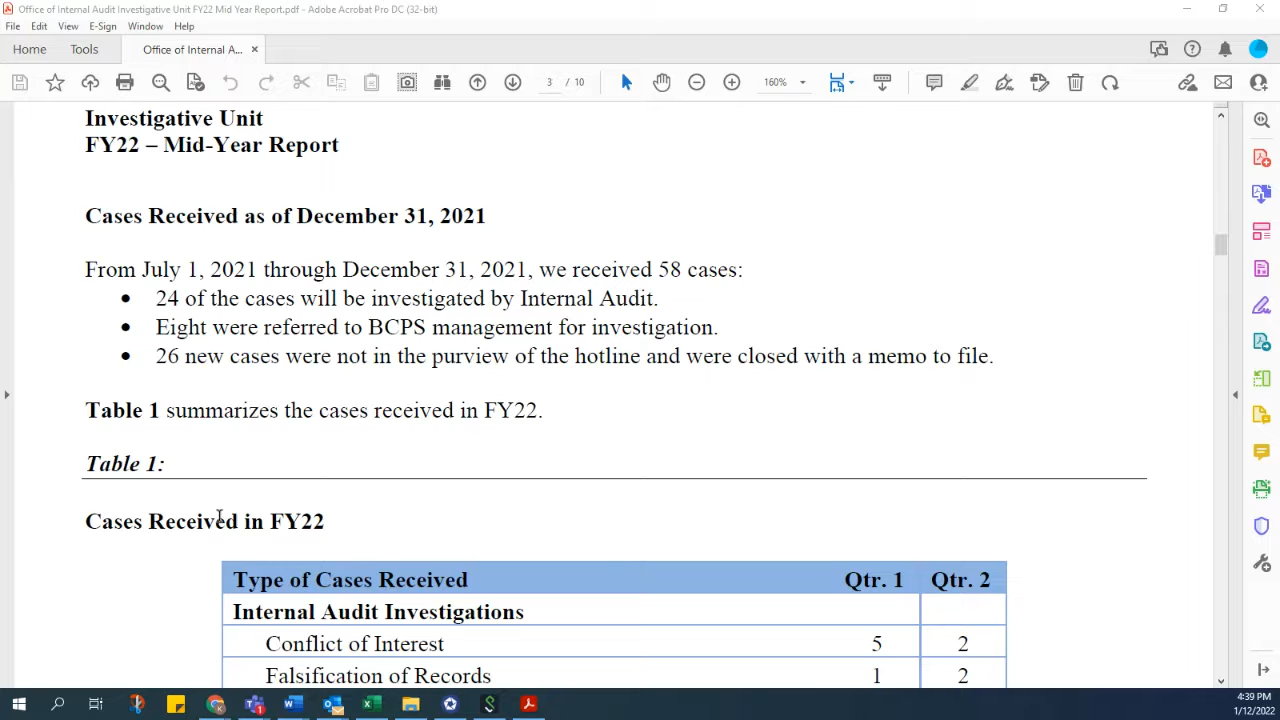 Office of Internal Audit Investigative Unit FY22 Mid Year Report.pdf - Adobe Acrobat Pro DC (32-bit)
File Edit View E-Sign Window Help
Home Tools Office of Internal A... ×
3 / 10 160%
Investigative Unit
FY22 – Mid-Year Report
Cases Received as of December 31, 2021
From July 1, 2021 through December 31, 2021, we received 58 cases:
• 24 of the cases will be investigated by Internal Audit.
• Eight were referred to BCPS management for investigation.
• 26 new cases were not in the purview of the hotline and were closed with a memo to file.
Table 1 summarizes the cases received in FY22.
Table 1:
Cases Received in FY22
Type of Cases Received Qtr. 1 Qtr. 2
Internal Audit Investigations
Conflict of Interest 5 2
Falsification of Records 1 2
4:39 PM
1/12/2022